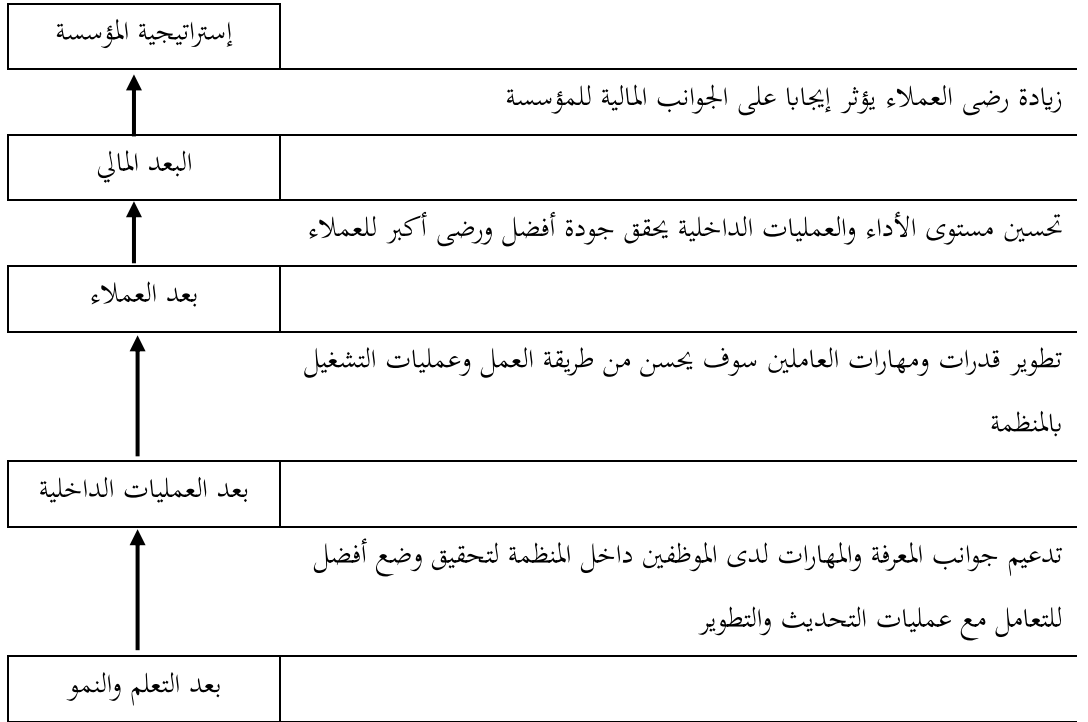 إستراتيجية المؤسسة
زيادة رضى العملاء يؤثر إيجابا على الجوانب المالية للمؤسسة
البعد المالي
تحسين مستوى الأداء والعمليات الداخلية يحقق جودة أفضل ورضى أكبر للعملاء
بعد العملاء
تطوير قدرات ومهارات العاملين سوف يحسن من طريقة العمل وعمليات التشغيل
بالمنظمة
بعد العمليات الداخلية
تدعيم جوانب المعرفة والمهارات لدى الموظفين داخل المنظمة لتحقيق وضع أفضل
للتعامل مع عمليات التحديث والتطوير
بعد التعلم والنمو